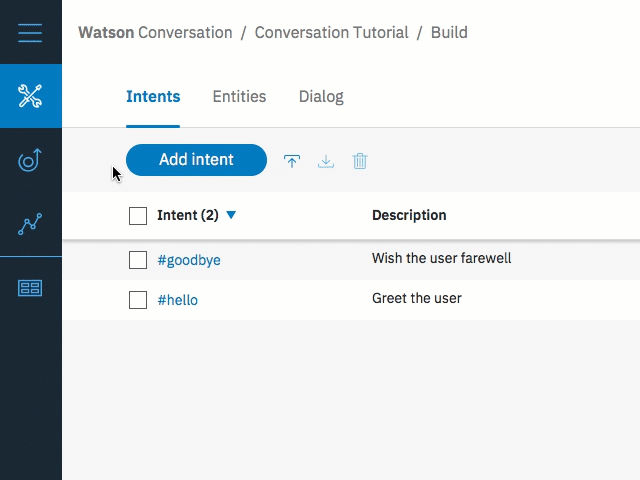 Watson Conversation / Conversation Tutorial / Build
Intents Entities Dialog
Add intent
Intent (2) Description
#goodbye Wish the user farewell
#hello Greet the user